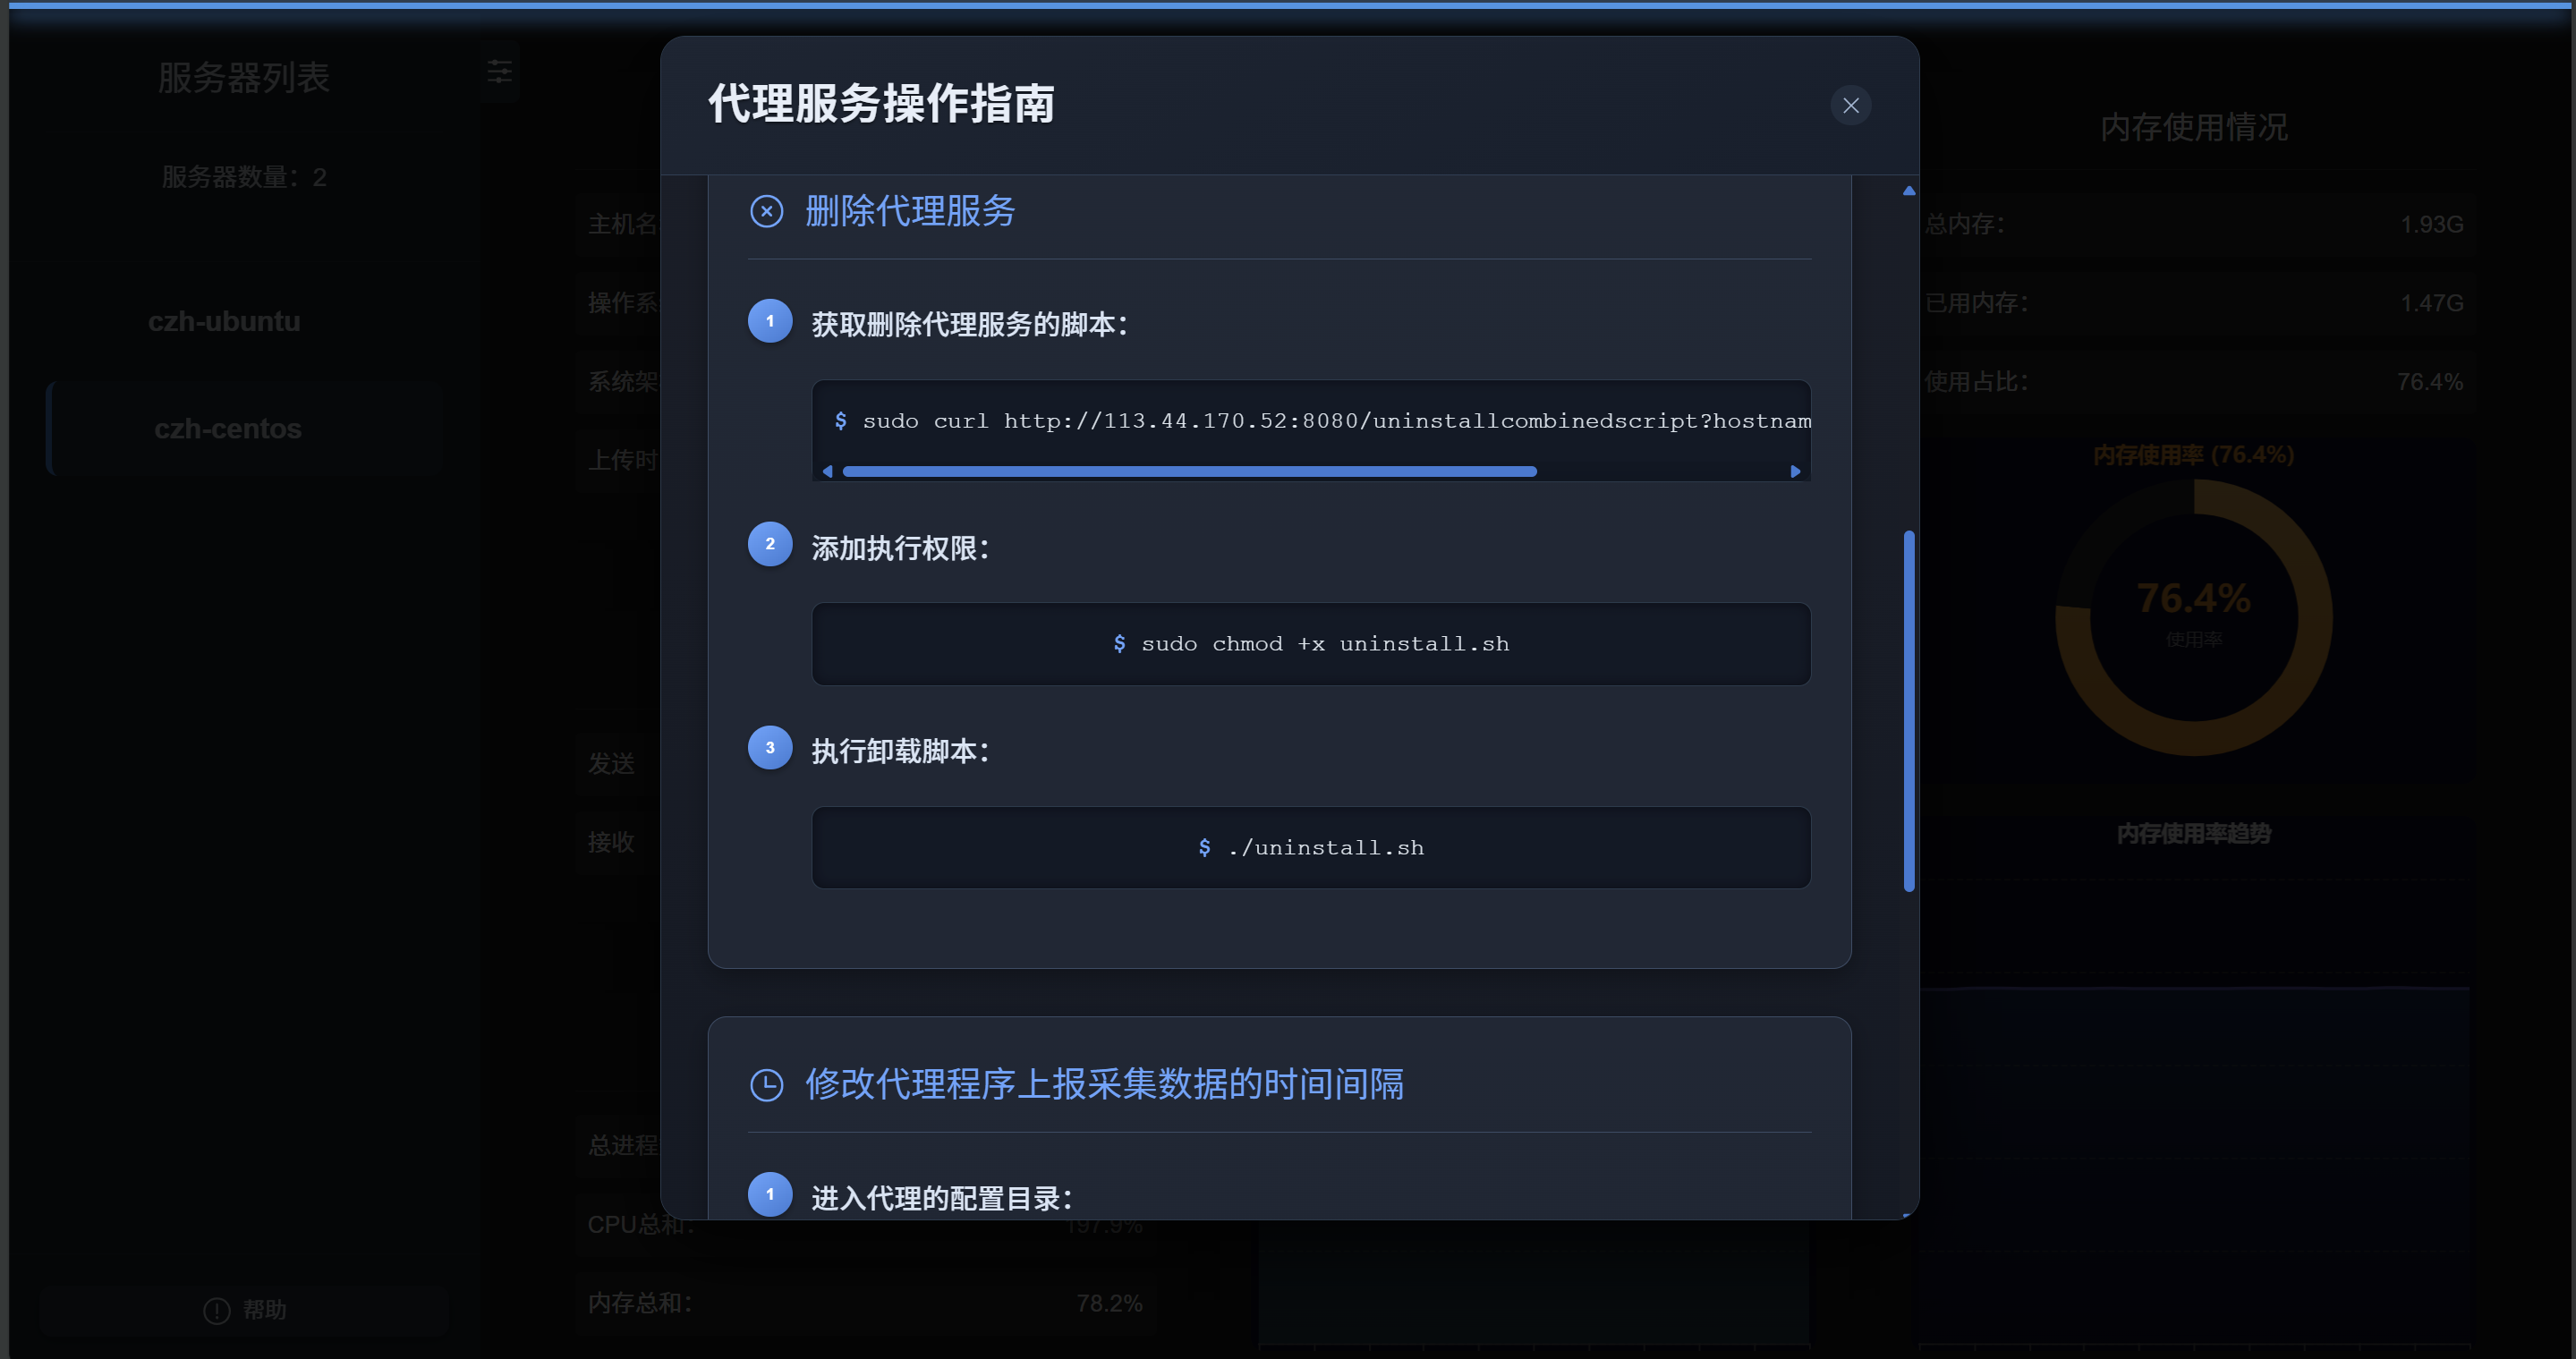 服务器列表
服务器数量：2
czh-ubuntu
czh-centos
帮助
代理服务操作指南
删除代理服务
1 获取删除代理服务的脚本：
$ sudo curl http://113.44.170.52:8080/uninstallcombinedscript?hostnam
2 添加执行权限：
$ sudo chmod +x uninstall.sh
3 执行卸载脚本：
$ ./uninstall.sh
修改代理程序上报采集数据的时间间隔
1 进入代理的配置目录：
主机名
操作系
系统架
上传时
发送
接收
总进程
CPU总和： 197.9%
内存总和： 78.2%
内存使用情况
总内存： 1.93G
已用内存： 1.47G
使用占比： 76.4%
内存使用率 (76.4%)
76.4%
使用率
内存使用率趋势